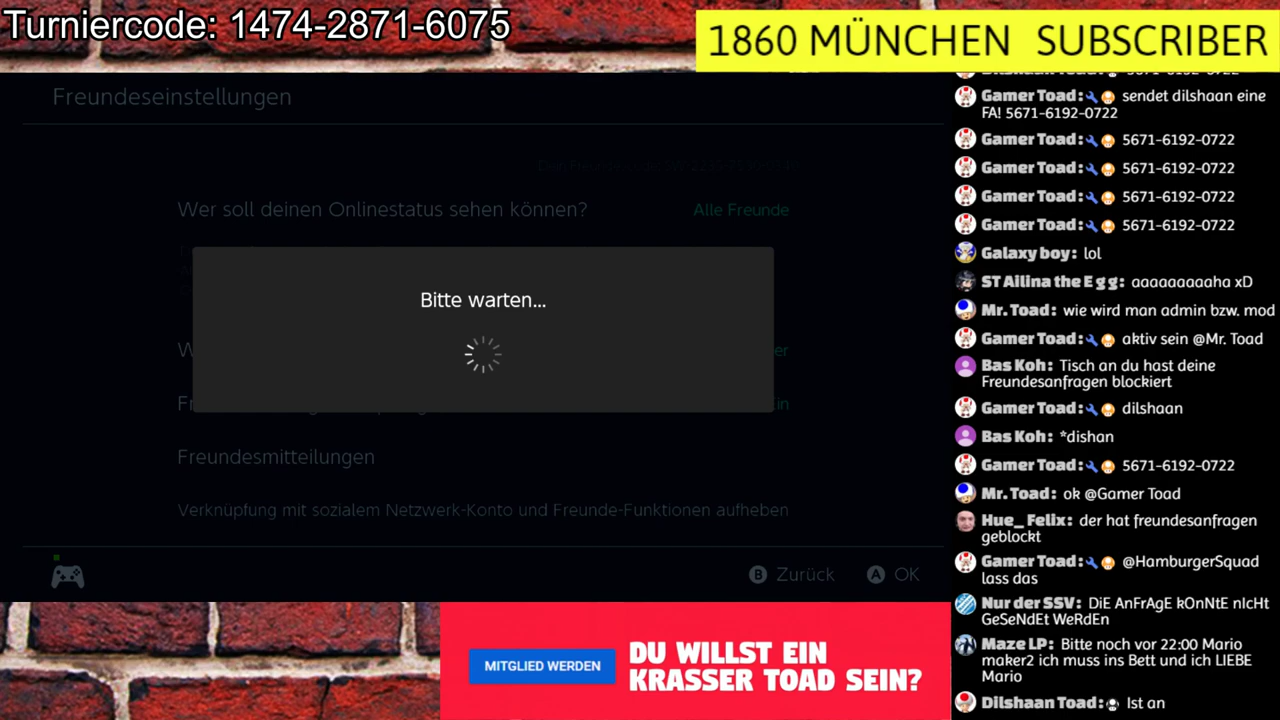 Turniercode: 1474-2871-6075
1860 MÜNCHEN SUBSCRIBER
Freundeseinstellungen
Wer soll deinen Onlinestatus sehen können?
Alle Freunde
Bitte warten...
Freundesmitteilungen
Verknüpfung mit sozialem Netzwerk-Konto und Freunde-Funktionen aufheben
B Zurück
A OK
MITGLIED WERDEN
DU WILLST EIN
KRASSER TOAD SEIN?
Gamer Toad: sendet dilshaan eine
FA! 5671-6192-0722
Gamer Toad: 5671-6192-0722
Gamer Toad: 5671-6192-0722
Gamer Toad: 5671-6192-0722
Gamer Toad: 5671-6192-0722
Galaxy boy: lol
ST Ailina the E g g: aaaaaaaaaha xD
Mr. Toad: wie wird man admin bzw. mod
Gamer Toad: aktiv sein @Mr. Toad
Bas Koh: Tisch an du hast deine
Freundesanfragen blockiert
Gamer Toad: dilshaan
Bas Koh: *dishan
Gamer Toad: 5671-6192-0722
Mr. Toad: ok @Gamer Toad
Hue_ Felix: der hat freundesanfragen
geblockt
Gamer Toad: @HamburgerSquad
lass das
Nur der SSV: DiE AnFrAgE kOnNtE nIcHt
GeSeNdEt WeRdEn
Maze LP: Bitte noch vor 22:00 Mario
maker2 ich muss ins Bett und ich LIEBE
Mario
Dilshaan Toad: Ist an